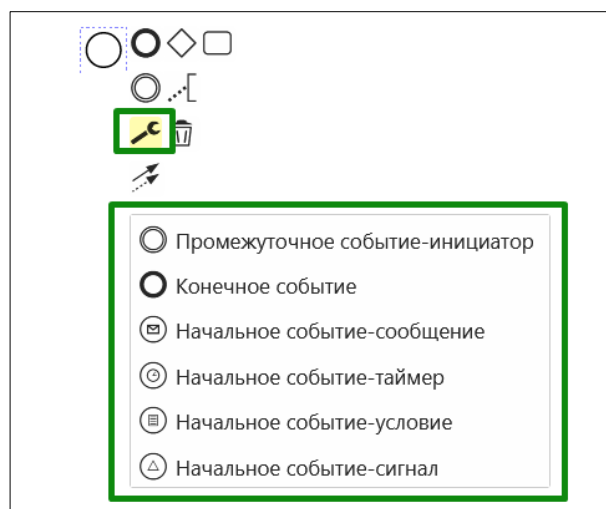 Промежуточное событие-инициатор
Конечное событие
Начальное событие-сообщение
Начальное событие-таймер
Начальное событие-условие
Начальное событие-сигнал